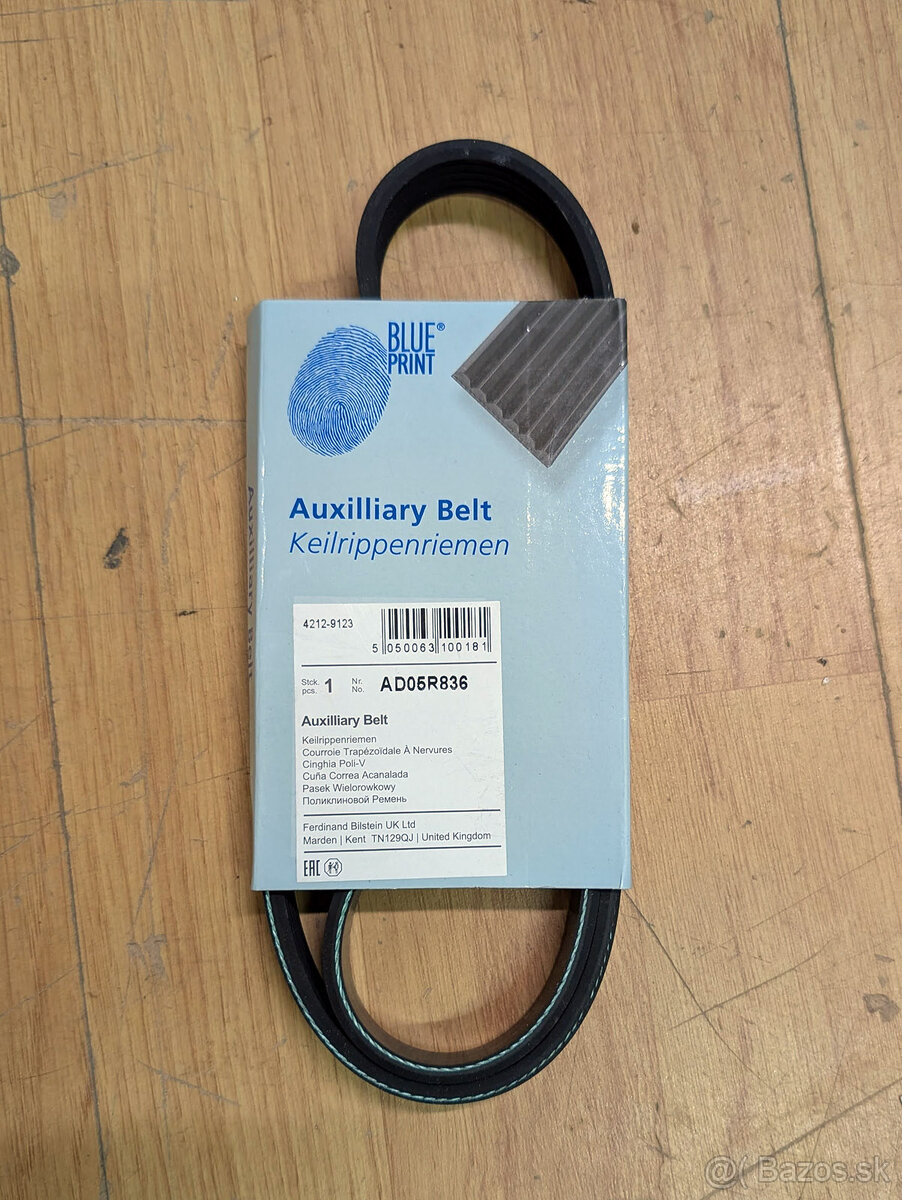 BLUE®
PRINT
Auxilliary Belt
Keilrippenriemen
Auxilliary Belt
4212-9123
5 050063 100181
Stck. pcs. 1 Nr. No. AD05R836
Auxilliary Belt
Keilrippenriemen
Courroie Trapézoïdale À Nervures
Cinghia Poli-V
Cuña Correa Acanalada
Pasek Wielorowkowy
Поликлиновой Ремень
Ferdinand Bilstein UK Ltd
Marden | Kent TN129QJ | United Kingdom
EAC
@( Bazos.sk